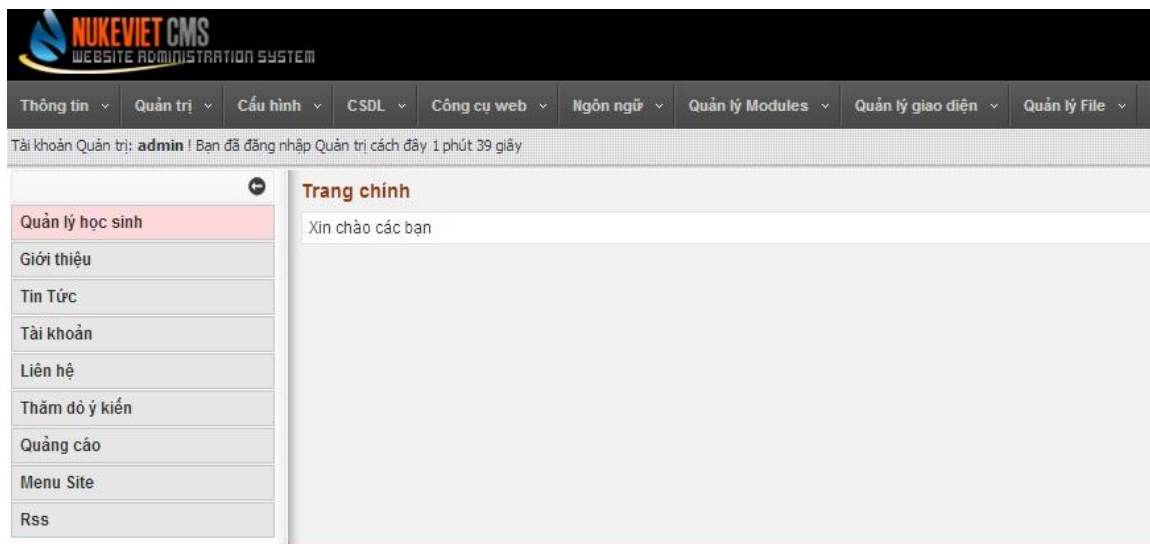 NUKEVIET CMS
WEBSITE ADMINISTRATION SYSTEM
Thông tin Quản trị Cấu hình CSDL Công cụ web Ngôn ngữ Quản lý Modules Quản lý giao diện Quản lý File
Tài khoản Quản trị: admin ! Bạn đã đăng nhập Quản trị cách đây 1 phút 39 giây
Trang chính
Xin chào các bạn
Quản lý học sinh
Giới thiệu
Tin Tức
Tài khoản
Liên hệ
Thăm dò ý kiến
Quảng cáo
Menu Site
Rss